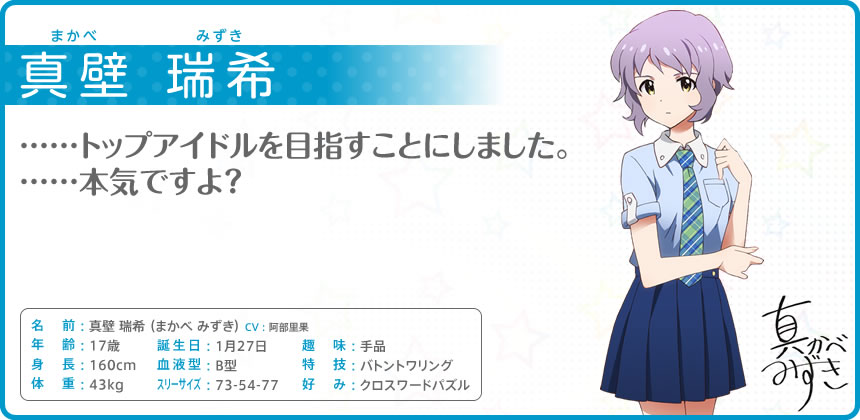 まかべ みずき
真壁 瑞希
……トップアイドルを目指すことにしました。
……本気ですよ？
名 前：真壁 瑞希 (まかべ みずき) CV：阿部里果
年 齢：17歳 誕生日：1月27日 趣 味：手品
身 長：160cm 血液型：B型 特 技：バトントワリング
体 重：43kg スリーサイズ：73-54-77 好 み：クロスワードパズル
真かべ
みずき